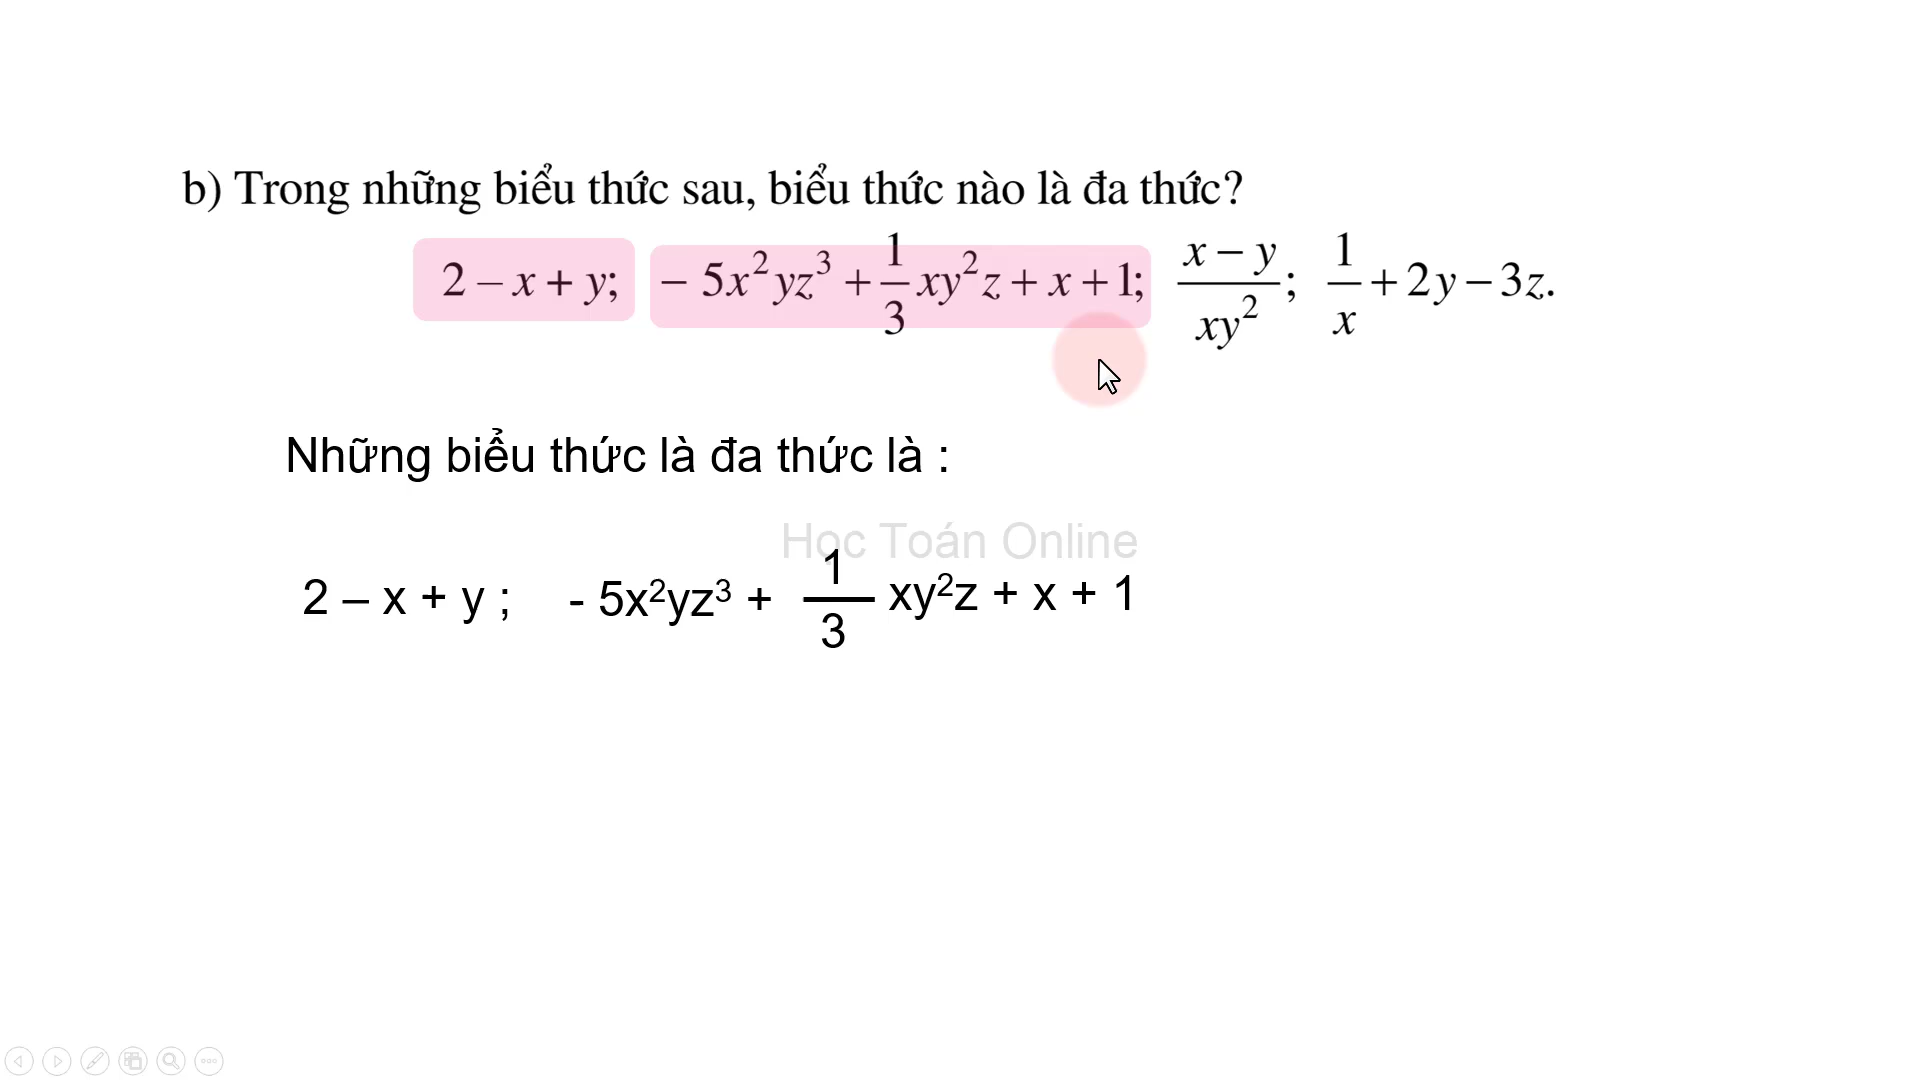 b) Trong những biểu thức sau, biểu thức nào là đa thức?
2 – x + y; – 5x²yz³ + 1/3 xy²z + x + 1; (x – y)/(xy²); 1/x + 2y – 3z.
Những biểu thức là đa thức là :
Học Toán Online
2 – x + y ; - 5x²yz³ + 1/3 xy²z + x + 1